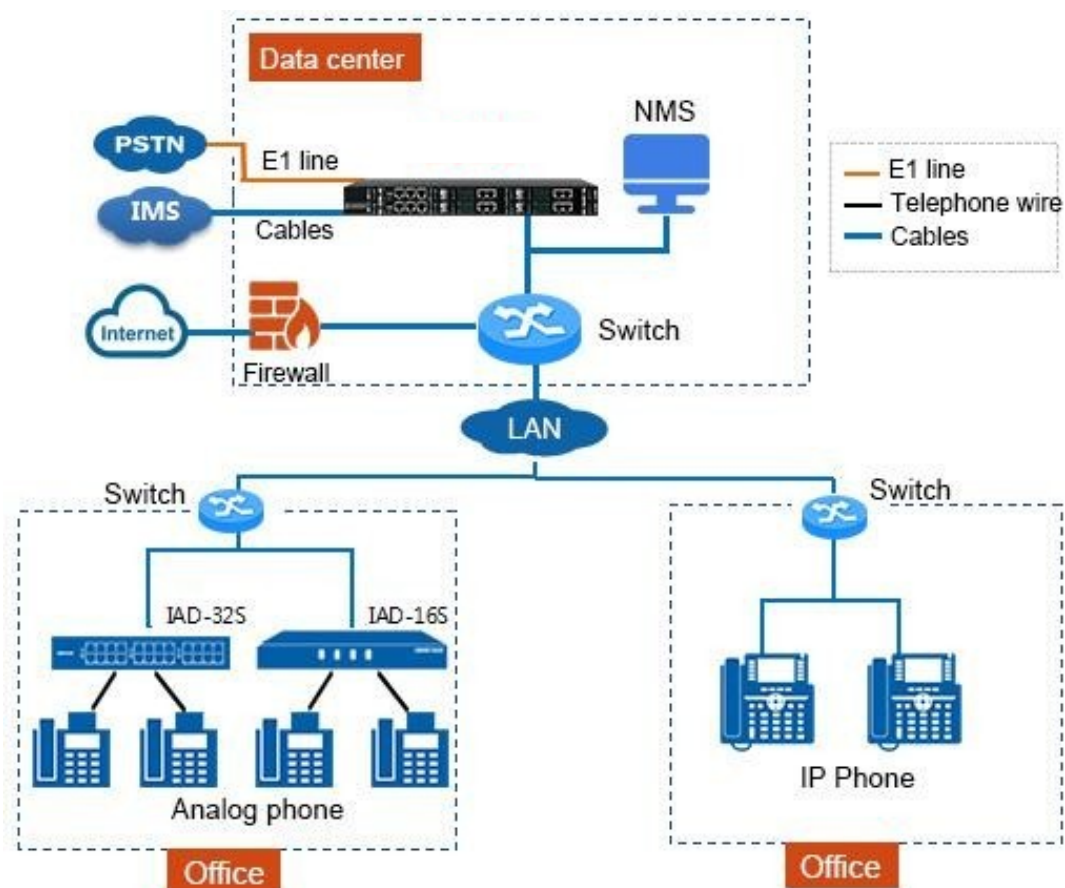 Data center
NMS
PSTN
E1 line
IMS
Cables
E1 line
Telephone wire
Cables
Internet
Firewall
Switch
LAN
Switch
Switch
IAD-32S
IAD-16S
Analog phone
IP Phone
Office
Office